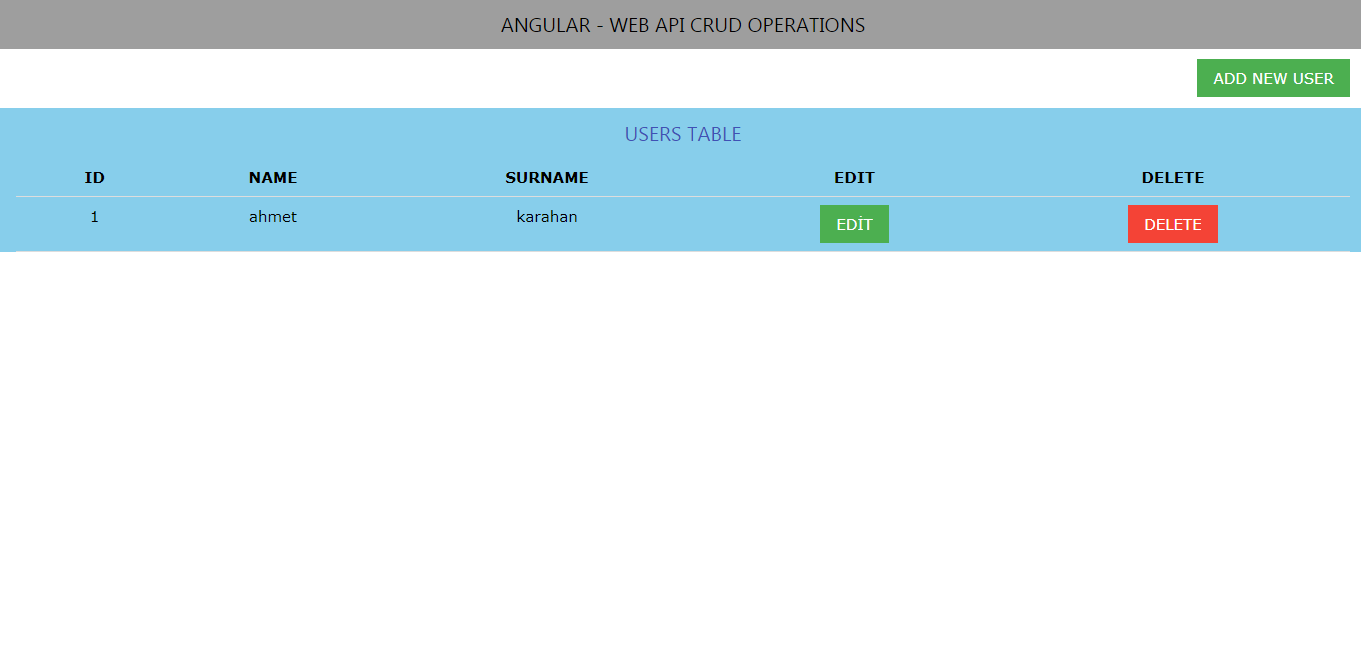 ANGULAR - WEB API CRUD OPERATIONS
ADD NEW USER
USERS TABLE
ID NAME SURNAME EDIT DELETE
1 ahmet karahan EDİT DELETE